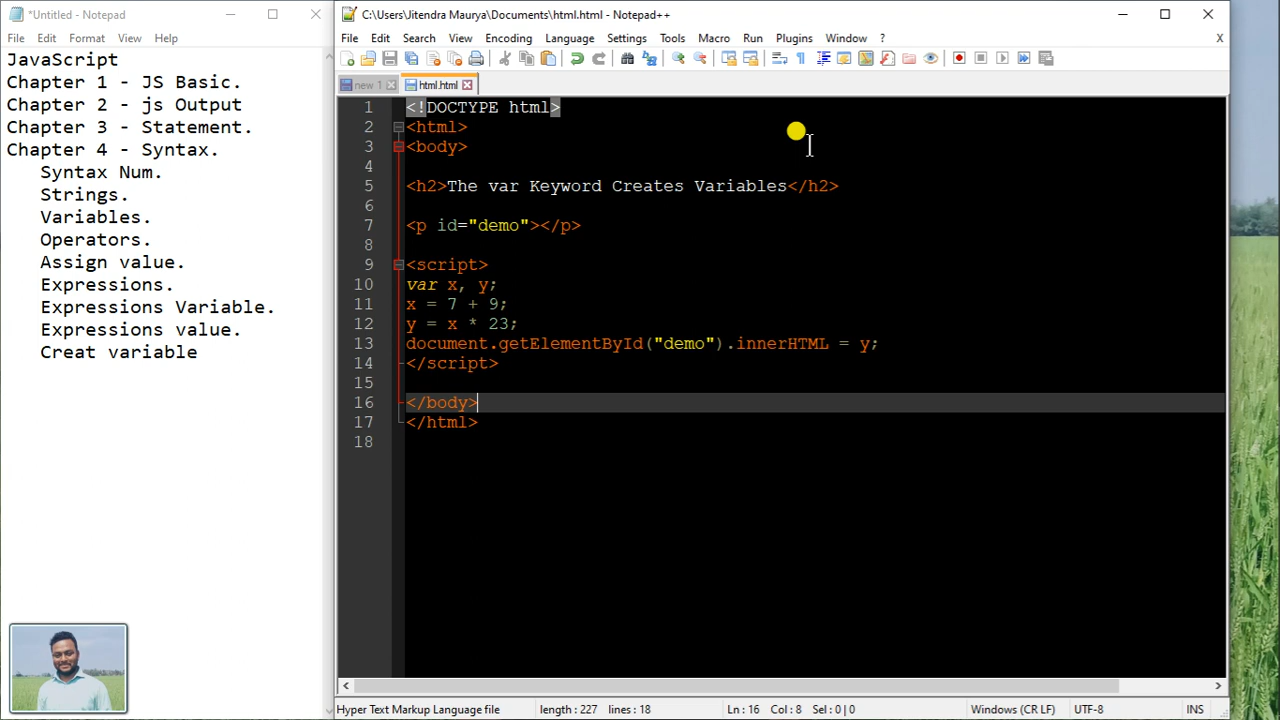 *Untitled - Notepad
File Edit Format View Help
JavaScript
Chapter 1 - JS Basic.
Chapter 2 - js Output
Chapter 3 - Statement.
Chapter 4 - Syntax.
Syntax Num.
Strings.
Variables.
Operators.
Assign value.
Expressions.
Expressions Variable.
Expressions value.
Creat variable
C:\Users\Jitendra Maurya\Documents\html.html - Notepad++
File Edit Search View Encoding Language Settings Tools Macro Run Plugins Window ? X
new 1 html.html
1 <!DOCTYPE html>
2 <html>
3 <body>
4
5 <h2>The var Keyword Creates Variables</h2>
6
7 <p id="demo"></p>
8
9 <script>
10 var x, y;
11 x = 7 + 9;
12 y = x * 23;
13 document.getElementById("demo").innerHTML = y;
14 </script>
15
16 </body>
17 </html>
18
Hyper Text Markup Language file length : 227 lines : 18 Ln : 16 Col : 8 Sel : 0 | 0 Windows (CR LF) UTF-8 INS